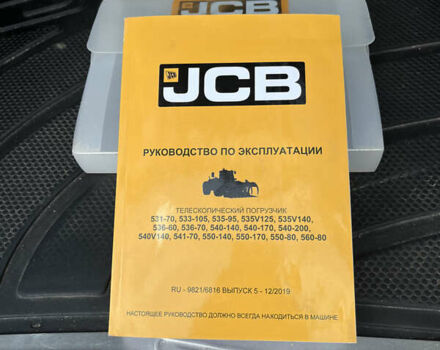 JCB
РУКОВОДСТВО ПО ЭКСПЛУАТАЦИИ
ТЕЛЕСКОПИЧЕСКИЙ ПОГРУЗЧИК
531-70, 533-105, 535-95, 535V125, 535V140,
536-60, 536-70, 540-140, 540-170, 540-200,
540V140, 541-70, 550-140, 550-170, 550-80, 560-80
RU - 9821/6816 ВЫПУСК 5 - 12/2019
НАСТОЯЩЕЕ РУКОВОДСТВО ДОЛЖНО ВСЕГДА НАХОДИТЬСЯ В МАШИНЕ